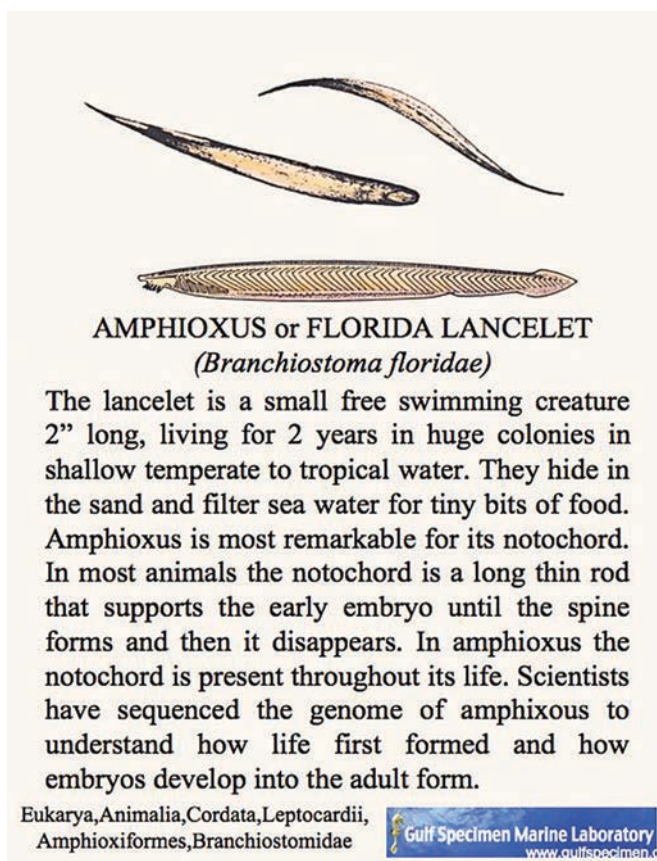 AMPHIOXUS or FLORIDA LANCELET
(Branchiostoma floridae)
The lancelet is a small free swimming creature
2” long, living for 2 years in huge colonies in
shallow temperate to tropical water. They hide in
the sand and filter sea water for tiny bits of food.
Amphioxus is most remarkable for its notochord.
In most animals the notochord is a long thin rod
that supports the early embryo until the spine
forms and then it disappears. In amphioxus the
notochord is present throughout its life. Scientists
have sequenced the genome of amphixous to
understand how life first formed and how
embryos develop into the adult form.
Eukarya,Animalia,Cordata,Leptocardii,
Amphioxiformes,Branchiostomidae
Gulf Specimen Marine Laboratory
www.gulfspecimen.o